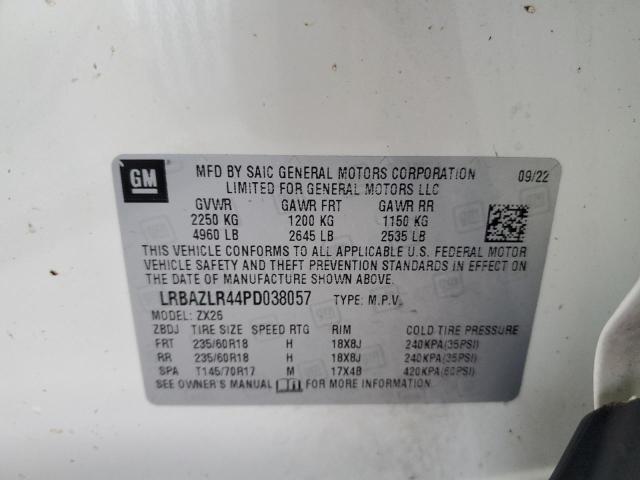 GM
MFD BY SAIC GENERAL MOTORS CORPORATION 09/22
LIMITED FOR GENERAL MOTORS LLC
GVWR GAWR FRT GAWR RR
2250 KG 1200 KG 1150 KG
4960 LB 2645 LB 2535 LB
THIS VEHICLE CONFORMS TO ALL APPLICABLE U.S. FEDERAL MOTOR
VEHICLE SAFETY AND THEFT PREVENTION STANDARDS IN EFFECT ON
THE DATE OF MANUFACTURE SHOWN ABOVE.
LRBAZLR44PD038057 TYPE: M.P.V.
MODEL: ZX26
ZBDJ TIRE SIZE SPEED RTG RIM COLD TIRE PRESSURE
FRT 235/60R18 H 18X8J 240KPA(35PSI)
RR 235/60R18 H 18X8J 240KPA(35PSI)
SPA T145/70R17 M 17X4B 420KPA(60PSI)
SEE OWNER'S MANUAL FOR MORE INFORMATION.